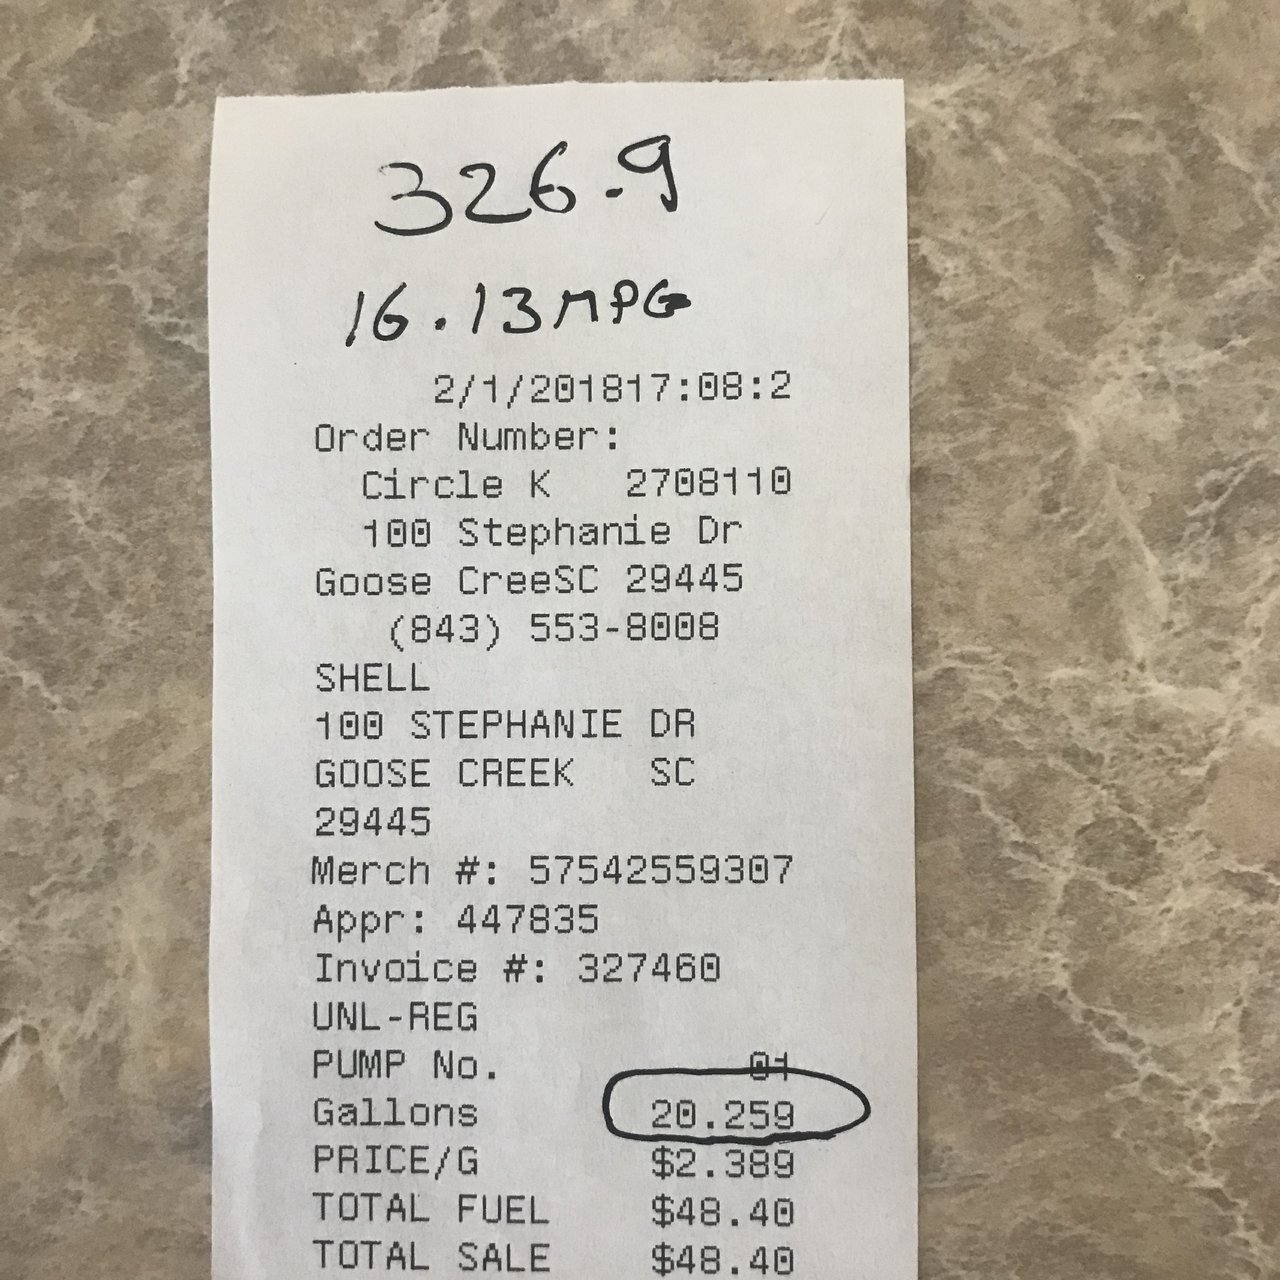 326.9
16.13MPG
2/1/201817:08:2
Order Number:
Circle K 2708110
100 Stephanie Dr
Goose CreeSC 29445
(843) 553-8008
SHELL
100 STEPHANIE DR
GOOSE CREEK SC
29445
Merch #: 57542559307
Appr: 447835
Invoice #: 327460
UNL-REG
PUMP No. 01
Gallons 20.259
PRICE/G $2.389
TOTAL FUEL $48.40
TOTAL SALE $48.40